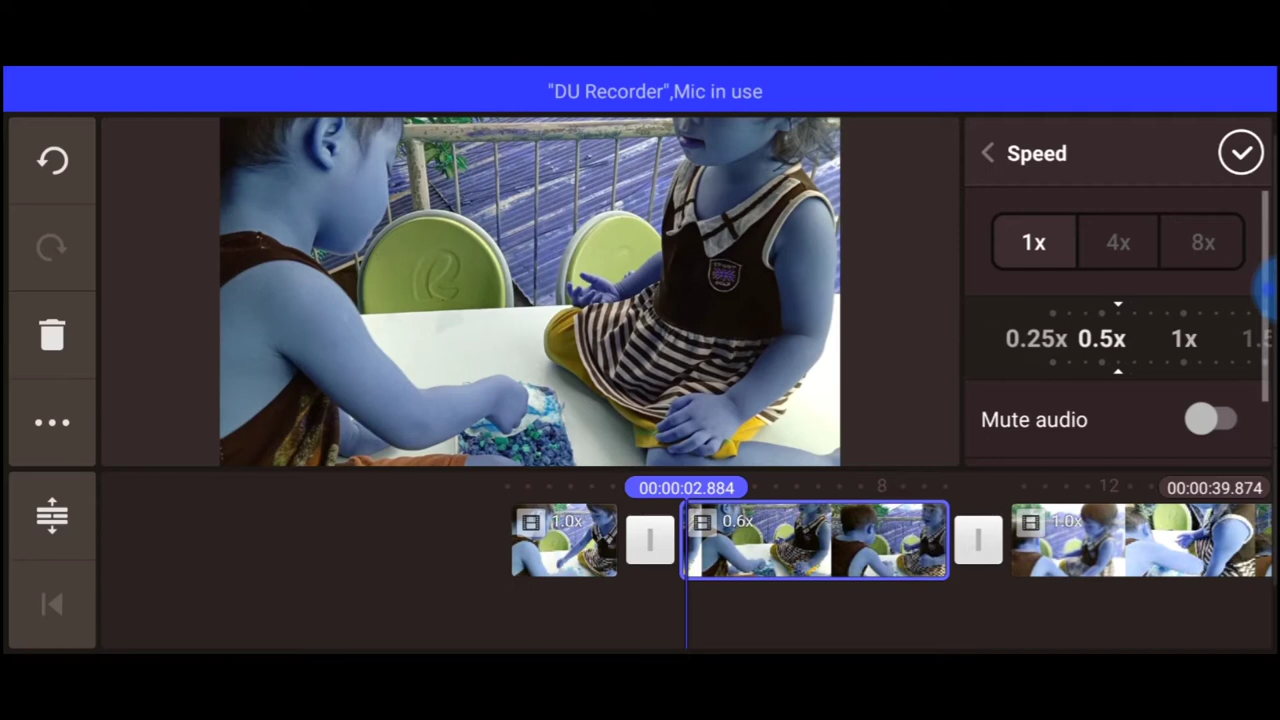 "DU Recorder",Mic in use
Speed
1x 4x 8x
0.25x 0.5x 1x
Mute audio
00:00:02.884 8 12 00:00:39.874
1.0x 0.6x 1.0x